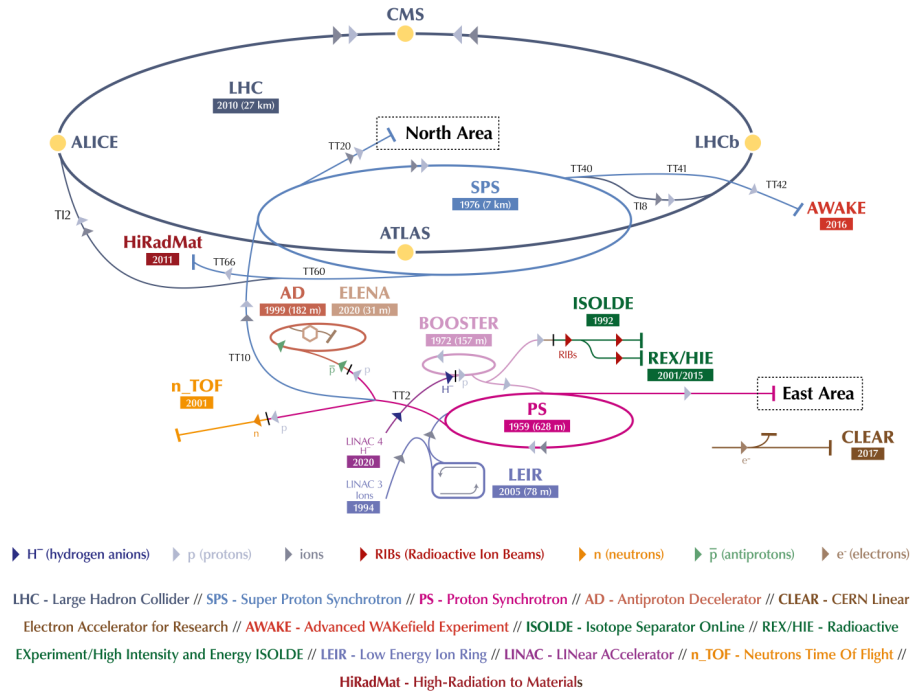 CMS
LHC
2010 (27 km)
ALICE
LHCb
TT20
North Area
TT40
TT41
TT42
TI8
SPS
1976 (7 km)
AWAKE
2016
TI2
HiRadMat
2011
ATLAS
TT66
TT60
AD
1999 (182 m)
ELENA
2020 (31 m)
ISOLDE
1992
BOOSTER
1972 (157 m)
RIBs
REX/HIE
2001/2015
TT10
p
p
p
H⁻
n_TOF
2001
TT2
East Area
PS
1959 (628 m)
n
p
LINAC 4
H⁻
2020
CLEAR
2017
e-
LEIR
2005 (78 m)
LINAC 3
Ions
1994
H⁻ (hydrogen anions)
p (protons)
ions
RIBs (Radioactive Ion Beams)
n (neutrons)
p̅ (antiprotons)
e- (electrons)
LHC - Large Hadron Collider // SPS - Super Proton Synchrotron // PS - Proton Synchrotron // AD - Antiproton Decelerator // CLEAR - CERN Linear
Electron Accelerator for Research // AWAKE - Advanced WAKefield Experiment // ISOLDE - Isotope Separator OnLine // REX/HIE - Radioactive
EXperiment/High Intensity and Energy ISOLDE // LEIR - Low Energy Ion Ring // LINAC - LINear ACcelerator // n_TOF - Neutrons Time Of Flight //
HiRadMat - High-Radiation to Materials